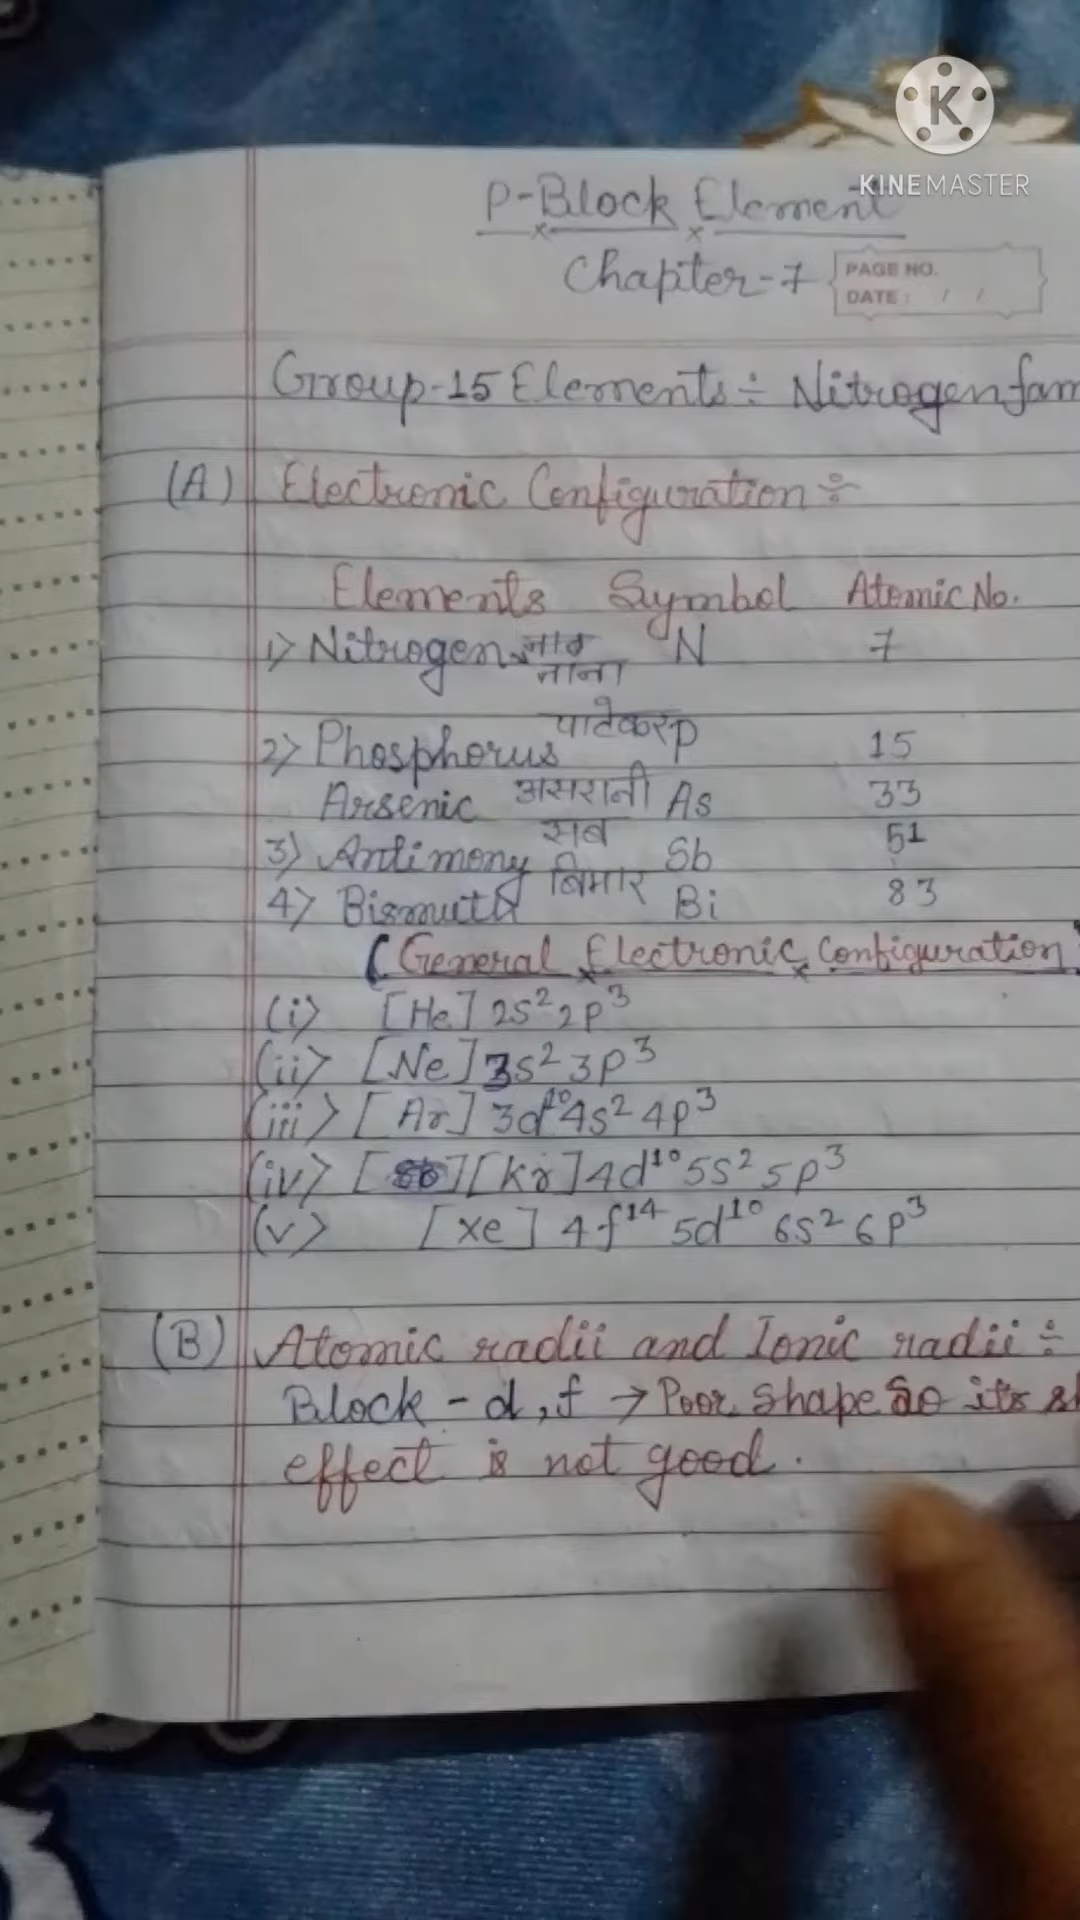 KINEMASTER
P-Block Element
Chapter-7
PAGE NO.
DATE: / /
Group-15 Elements÷ Nitrogen fam
(A) Electronic Configuration÷
Elements Symbol Atomic No.
1) Nitrogen N 7
नाना
पाटेकर
2) Phosphorus P 15
Arsenic असरानी As 33
सब
3) Antimony Sb 51
4) Bismuth बिमार Bi 83
(General Electronic Configuration)
(i) [He] 2s² 2p³
(ii) [Ne] 3s² 3p³
(iii) [Ar] 3d¹⁰ 4s² 4p³
(iv) [Kr] 4d¹⁰ 5s² 5p³
(v) [xe] 4f¹⁴ 5d¹⁰ 6s² 6p³
(B) Atomic radii and Ionic radii÷
Block - d, f → Poor shape So its sh
effect is not good.